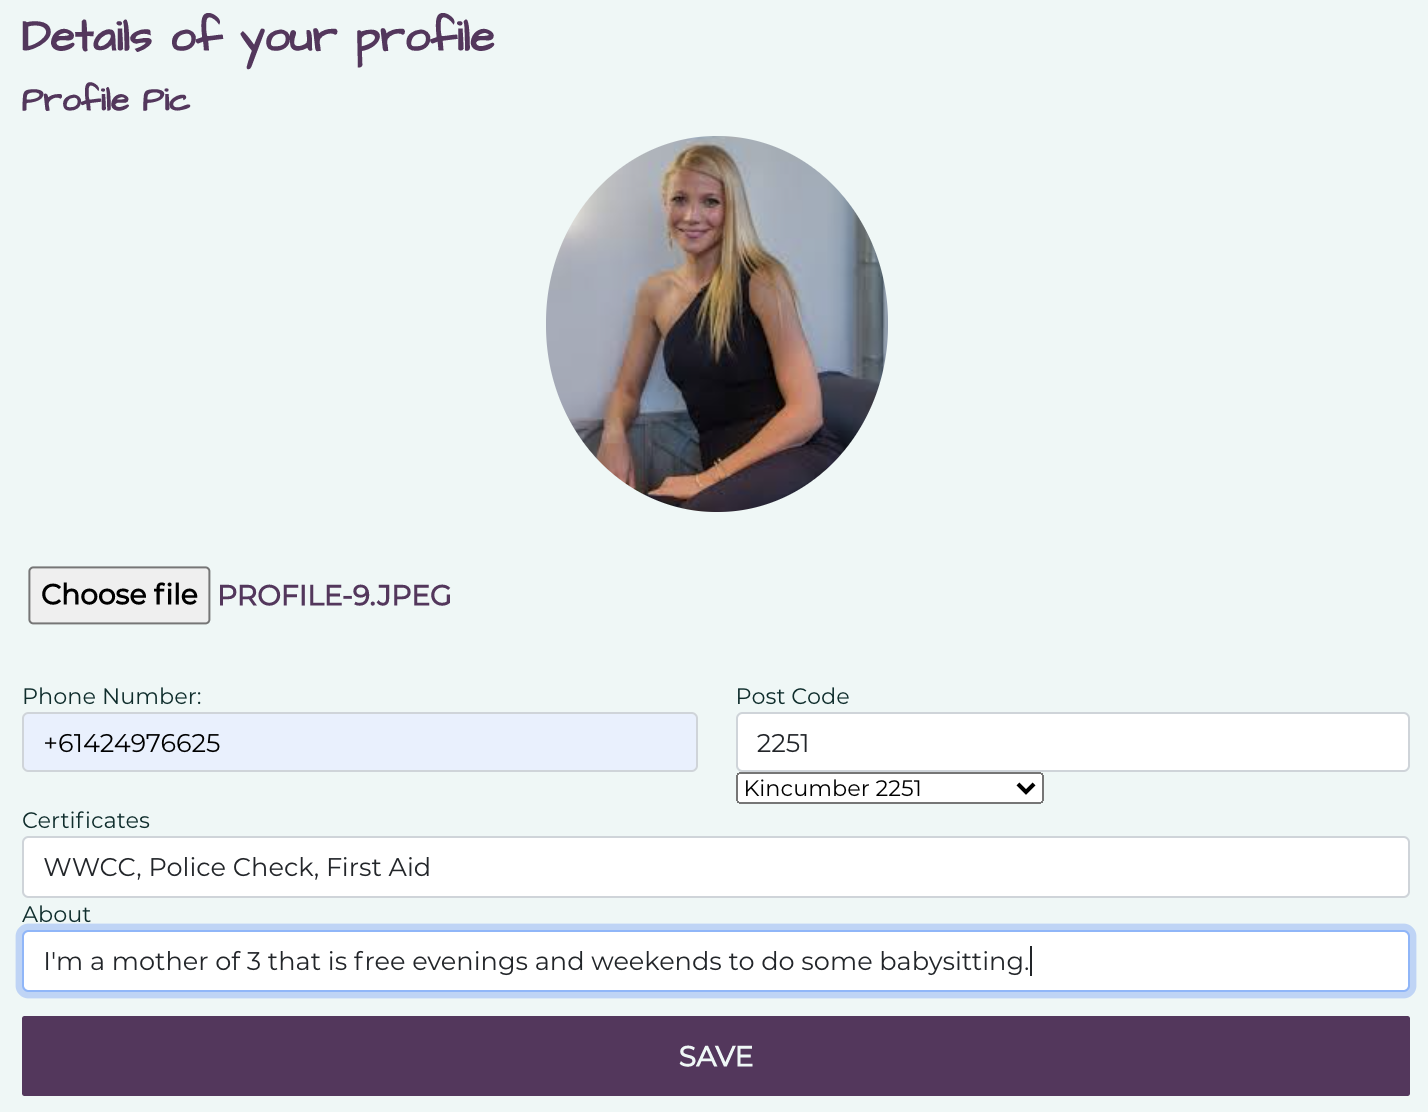 Details of your profile
Profile Pic
Choose file PROFILE-9.JPEG
Phone Number:
+61424976625
Post Code
2251
Kincumber 2251
Certificates
WWCC, Police Check, First Aid
About
I'm a mother of 3 that is free evenings and weekends to do some babysitting.
SAVE